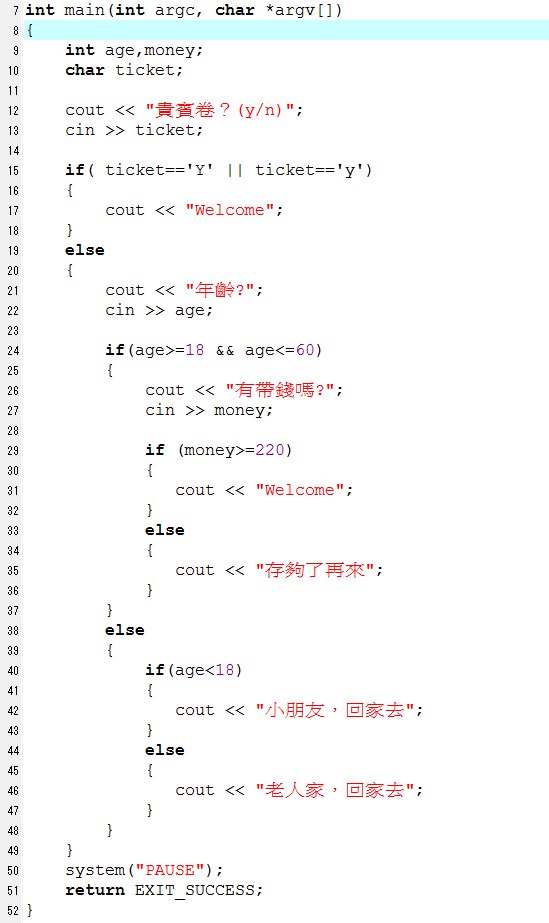 7 int main(int argc, char *argv[])
8 {
9     int age,money;
10     char ticket;
11
12     cout << "貴賓卷？(y/n)";
13     cin >> ticket;
14
15     if( ticket=='Y' || ticket=='y')
16     {
17         cout << "Welcome";
18     }
19     else
20     {
21         cout << "年齡?";
22         cin >> age;
23
24         if(age>=18 && age<=60)
25         {
26             cout << "有帶錢嗎?";
27             cin >> money;
28
29             if (money>=220)
30             {
31                cout << "Welcome";
32             }
33             else
34             {
35                cout << "存夠了再來";
36             }
37         }
38         else
39         {
40             if(age<18)
41             {
42                cout << "小朋友，回家去";
43             }
44             else
45             {
46                cout << "老人家，回家去";
47             }
48         }
49     }
50     system("PAUSE");
51     return EXIT_SUCCESS;
52 }